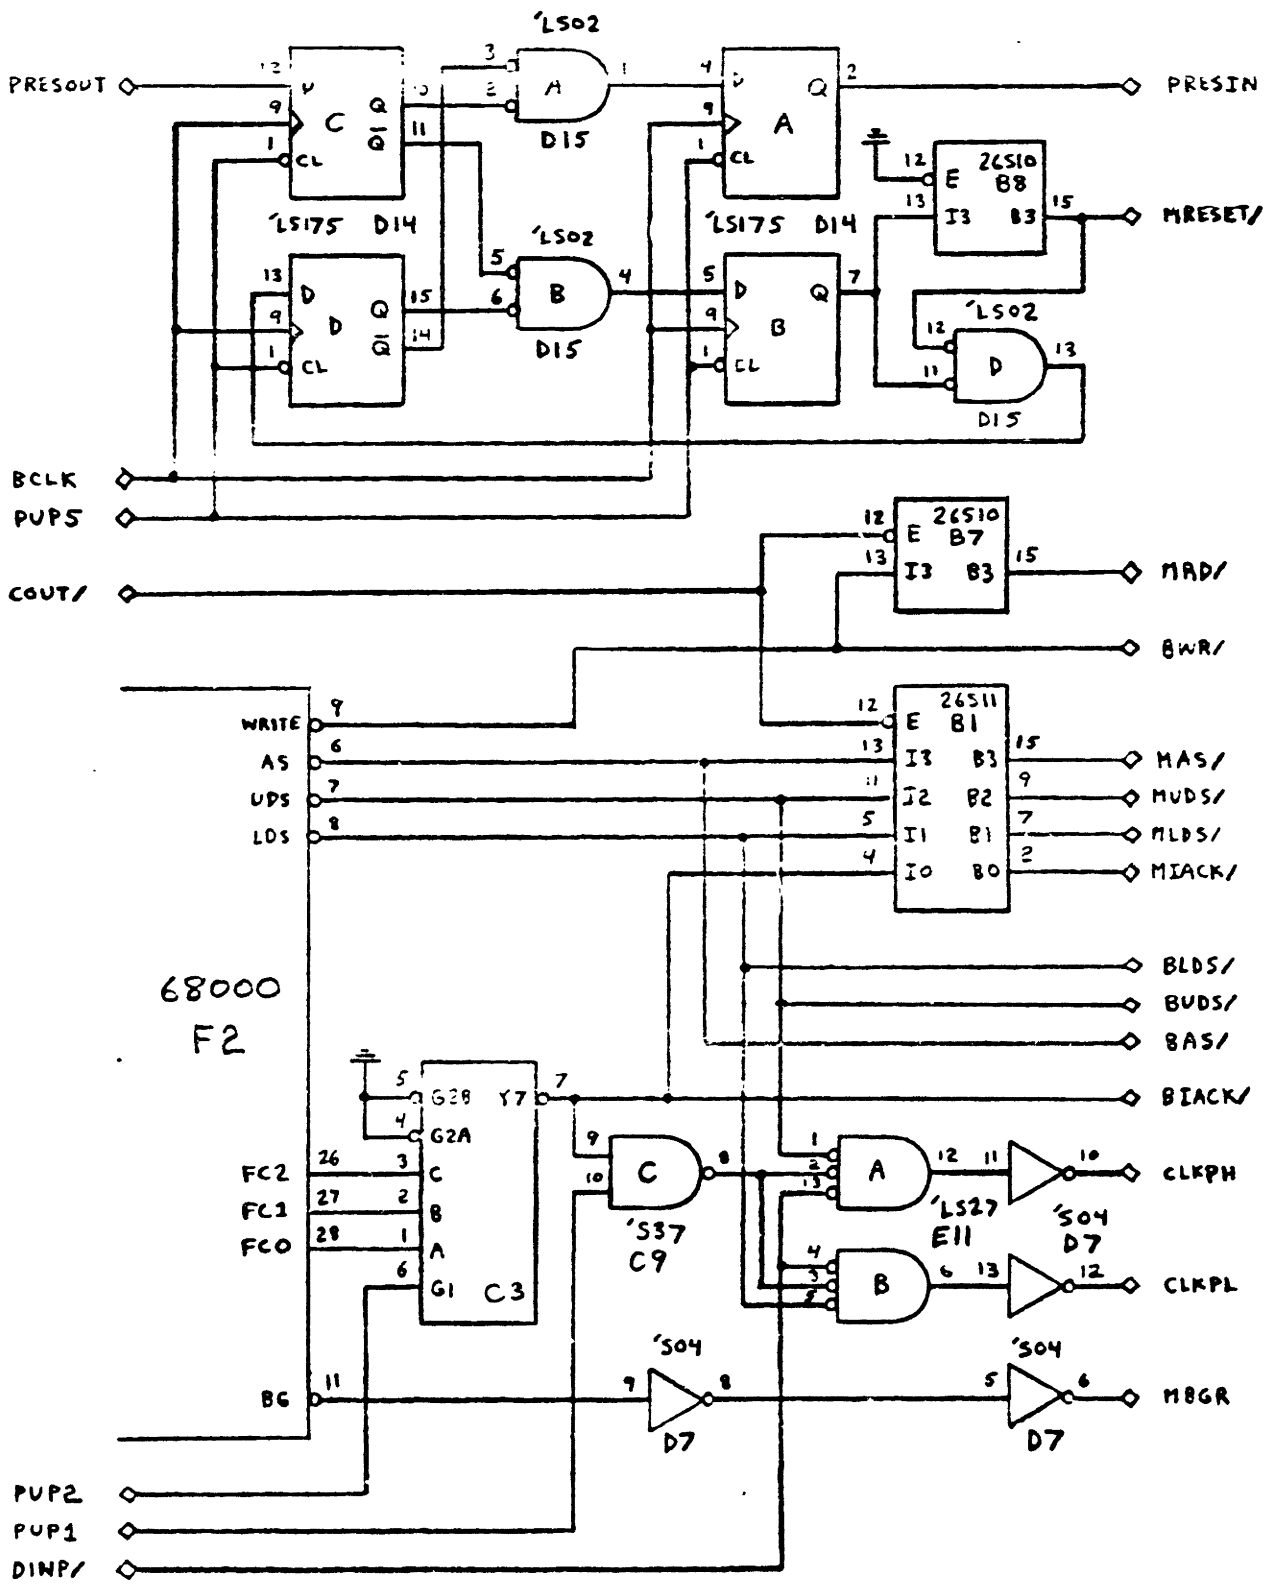 'LS02
PRESOUT
12
D
C
9
1
CL
Q
10
Q
11
'LS175 D14
3
2
A
1
D15
4
D
Q
2
9
A
1
CL
'LS175 D14
PRESIN
12
E
26S10
B8
13
I3
B3
15
MRESET/
'LS02
5
6
B
4
D15
13
D
9
D
1
CL
Q
15
Q
14
5
D
Q
7
9
B
1
CL
'LS02
12
11
D
13
D15
BCLK
PUP5
COUT/
12
E
26S10
B7
13
I3
B3
15
MRD/
BWR/
WRITE
9
AS
6
UDS
7
LDS
8
12
E
26S11
B1
13
I3
B3
15
MAS/
11
I2
B2
9
MUDS/
5
I1
B1
7
MLDS/
4
I0
B0
2
MIACK/
BLDS/
BUDS/
BAS/
BIACK/
68000
F2
5
G2B
Y7
7
4
G2A
FC2
26
3
C
FC1
27
2
B
FC0
28
1
A
6
G1
C3
9
10
C
8
'S37
C9
1
2
13
A
12
'LS27
E11
11
10
CLKPH
'S04
D7
4
3
5
B
6
13
12
CLKPL
BG
11
'S04
9
8
D7
'S04
5
6
MBGR
D7
PUP2
PUP1
DINP/